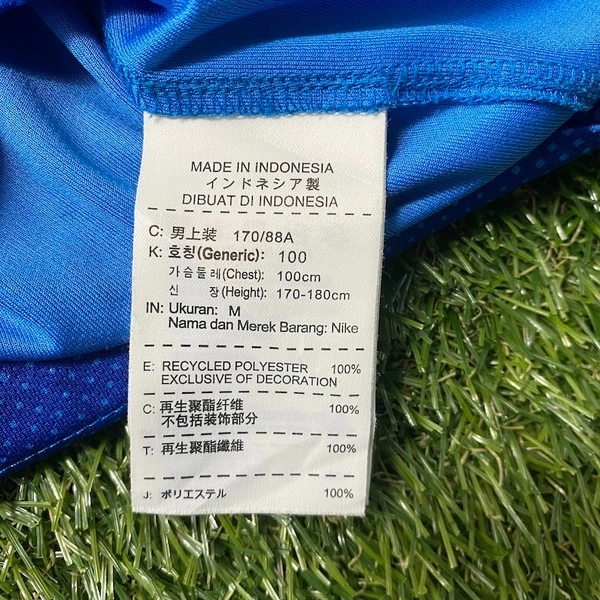 MADE IN INDONESIA
インドネシア製
DIBUAT DI INDONESIA
C: 男上装 170/88A
K: 호칭(Generic): 100
가슴둘레(Chest): 100cm
신 장(Height): 170-180cm
IN: Ukuran: M
Nama dan Merek Barang: Nike
E: RECYCLED POLYESTER 100%
EXCLUSIVE OF DECORATION
C: 再生聚酯纤维 100%
不包括装饰部分
T: 再生聚酯纖維 100%
J: ポリエステル 100%